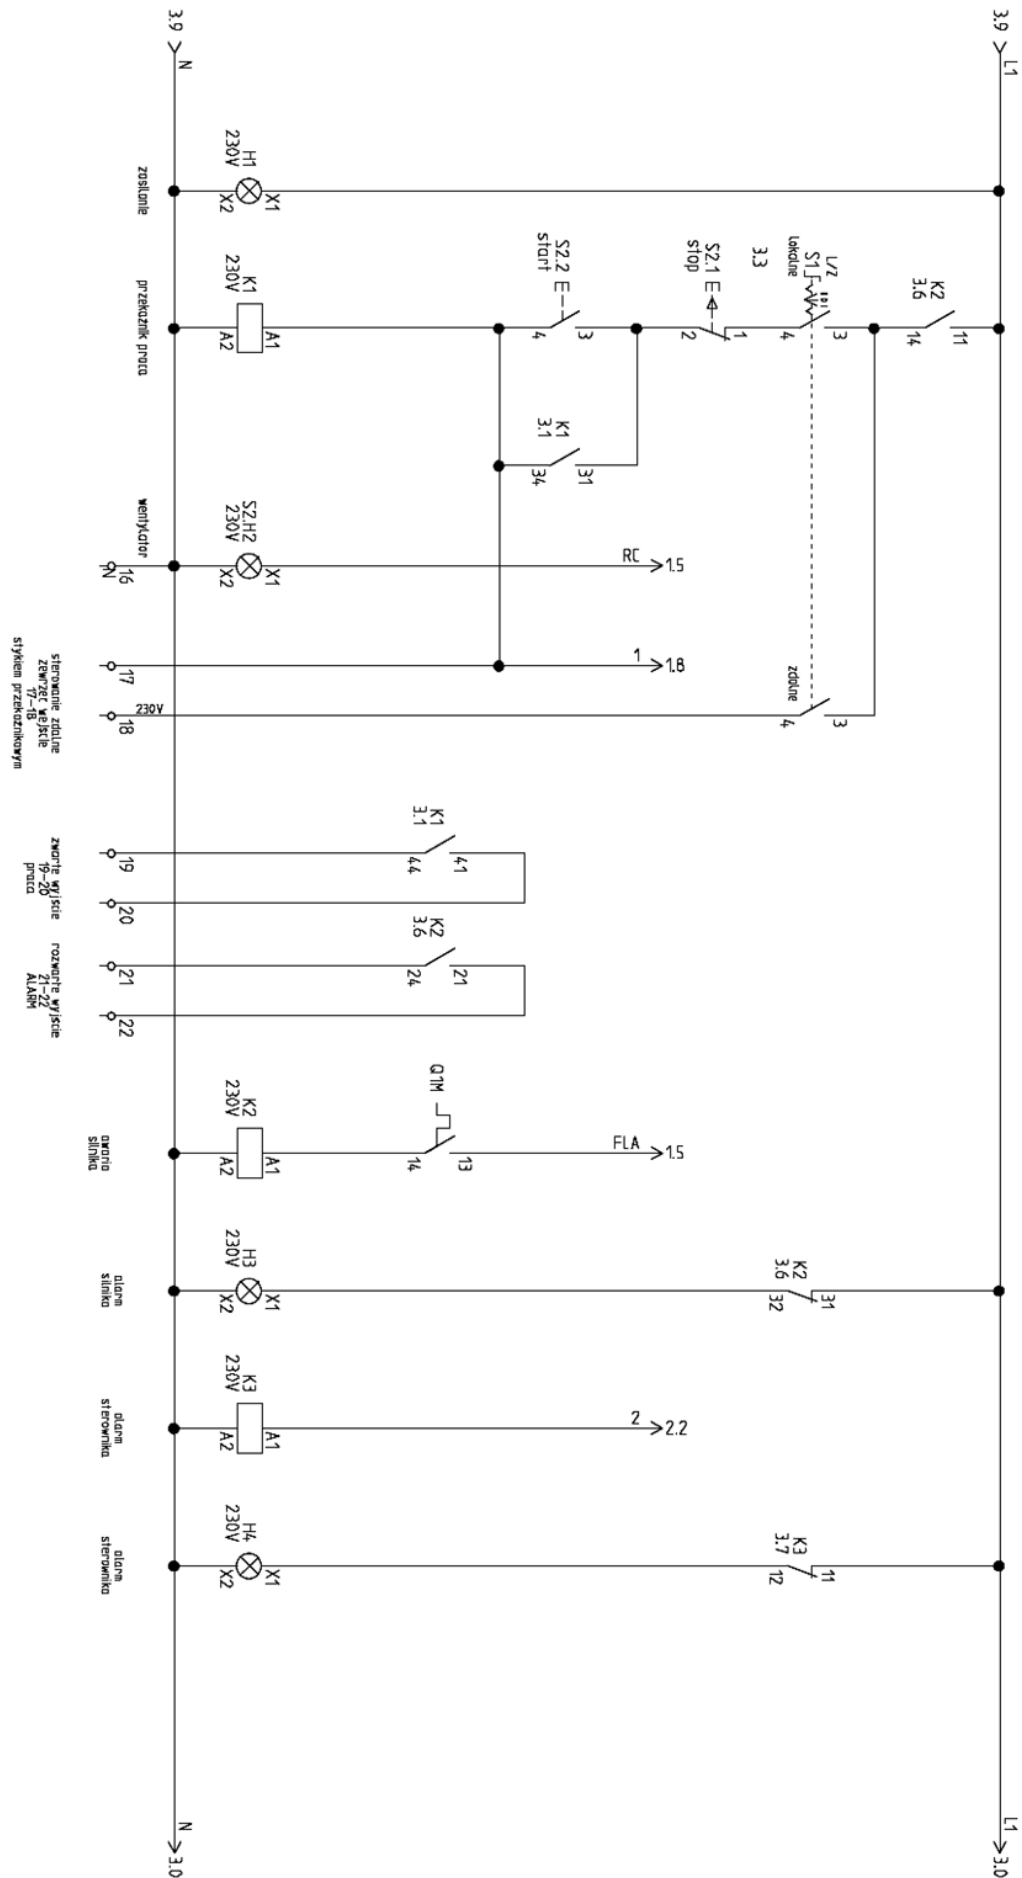 3.9
L1
L1
3.0
H1
230V
X1
X2
zasilanie
K2
3.6
11
14
L/Z
S1
lokalne
3
4
3.3
S2.1
stop
1
2
S2.2
start
3
4
K1
230V
A1
A2
przekaźnik praca
K1
3.1
31
34
RC
1.5
S2.H2
230V
X1
X2
wentylator
16
N
1
1.8
17
zdalne
3
4
230V
18
sterowanie zdalne
zewrzeć wejście
17-18
stykiem przekaźnikowym
K1
3.1
41
44
19
20
zwarte wyjście
19-20
praca
K2
3.6
21
24
21
22
rozwarte wyjście
21-22
ALARM
FLA
1.5
Q1M
13
14
K2
230V
A1
A2
awaria
silnika
K2
3.6
31
32
H3
230V
X1
X2
alarm
silnika
2
2.2
K3
230V
A1
A2
alarm
sterownika
K3
3.7
11
12
H4
230V
X1
X2
alarm
sterownika
3.9
N
N
3.0